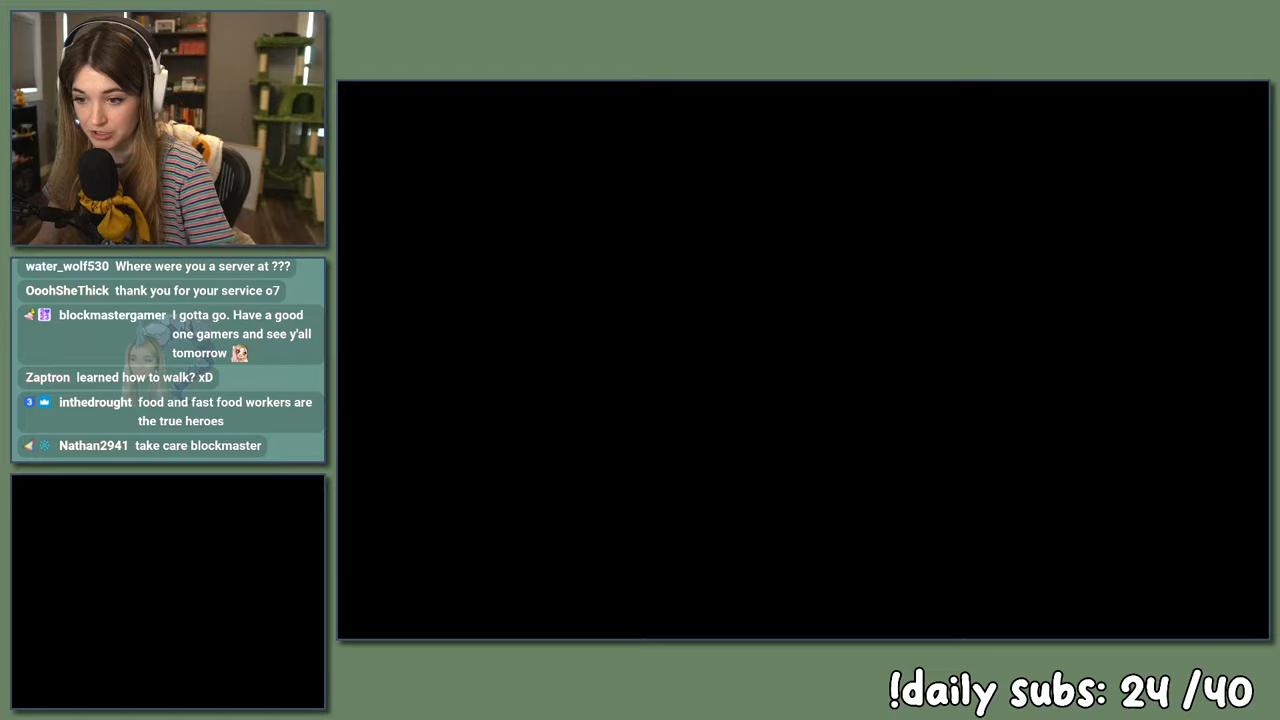 water_wolf530 Where were you a server at ???
OoohSheThick thank you for your service o7
blockmastergamer I gotta go. Have a good
one gamers and see y'all
tomorrow
Zaptron learned how to walk? xD
3 inthedrought food and fast food workers are
the true heroes
Nathan2941 take care blockmaster
!daily subs: 24 /40